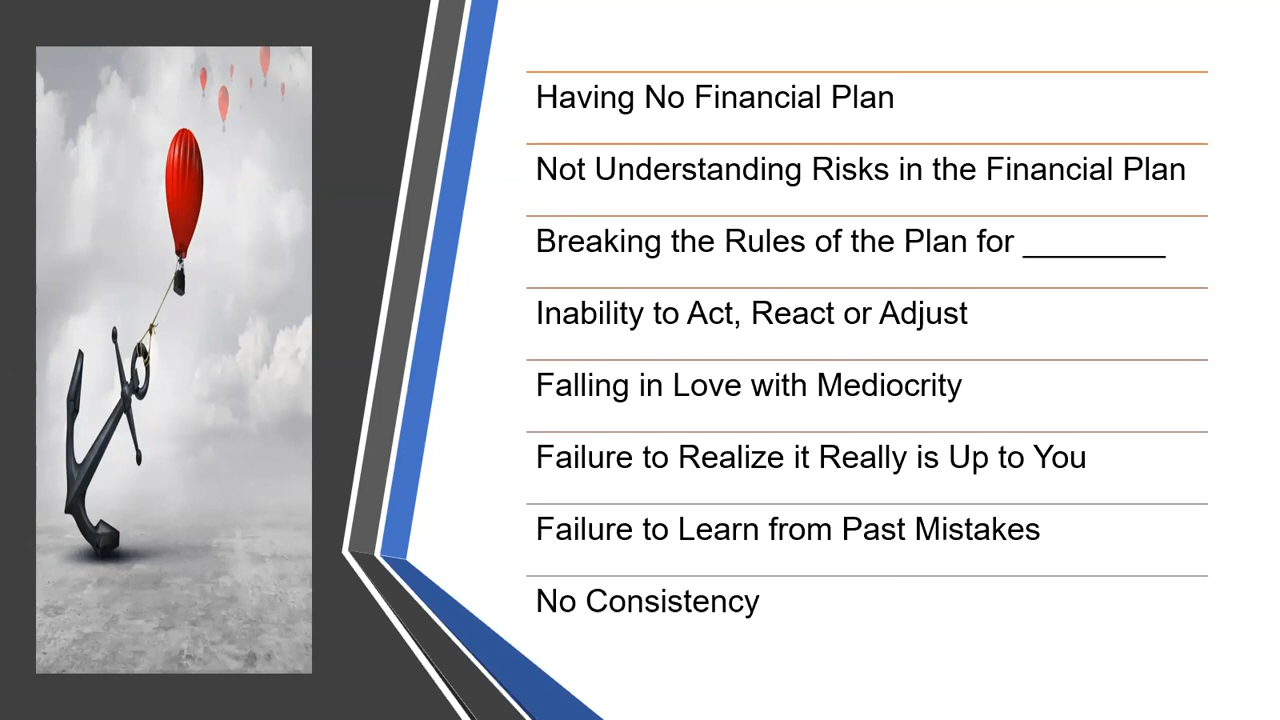 Having No Financial Plan
Not Understanding Risks in the Financial Plan
Breaking the Rules of the Plan for ________
Inability to Act, React or Adjust
Falling in Love with Mediocrity
Failure to Realize it Really is Up to You
Failure to Learn from Past Mistakes
No Consistency